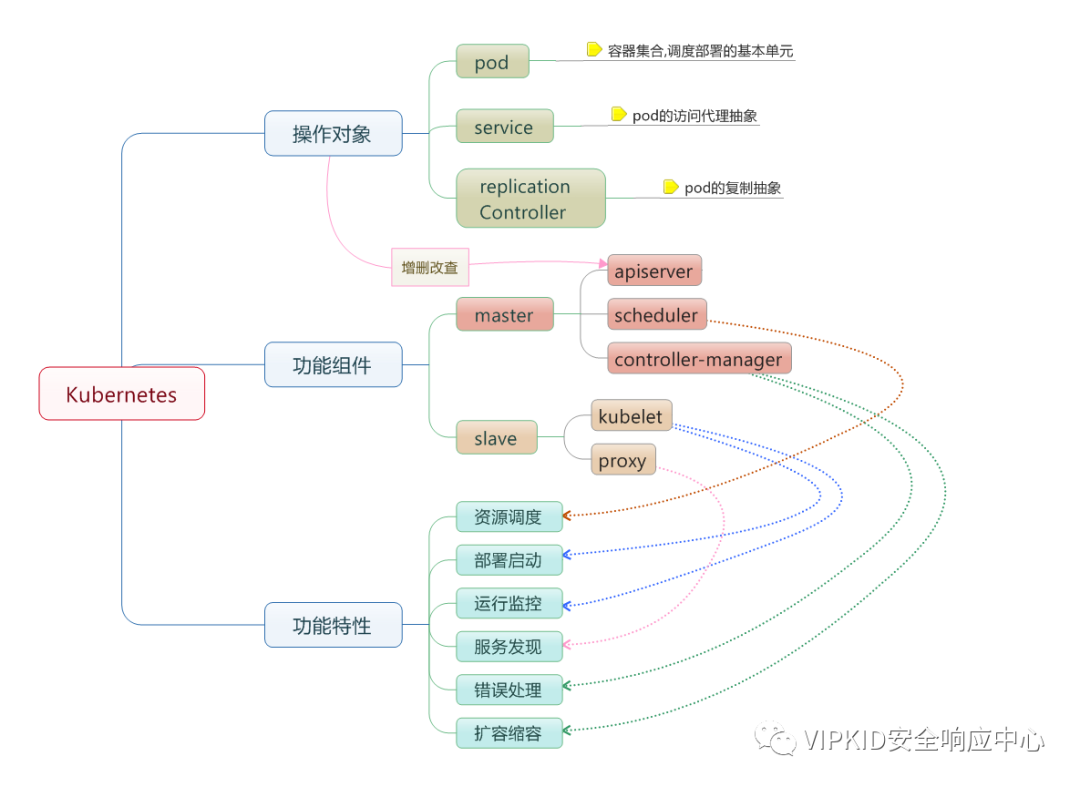 容器集合,调度部署的基本单元
pod
pod的访问代理抽象
service
操作对象
replication
Controller
pod的复制抽象
增删改查
apiserver
master
scheduler
controller-manager
功能组件
Kubernetes
kubelet
slave
proxy
资源调度
部署启动
运行监控
功能特性
服务发现
错误处理
扩容缩容
VIPKID安全响应中心